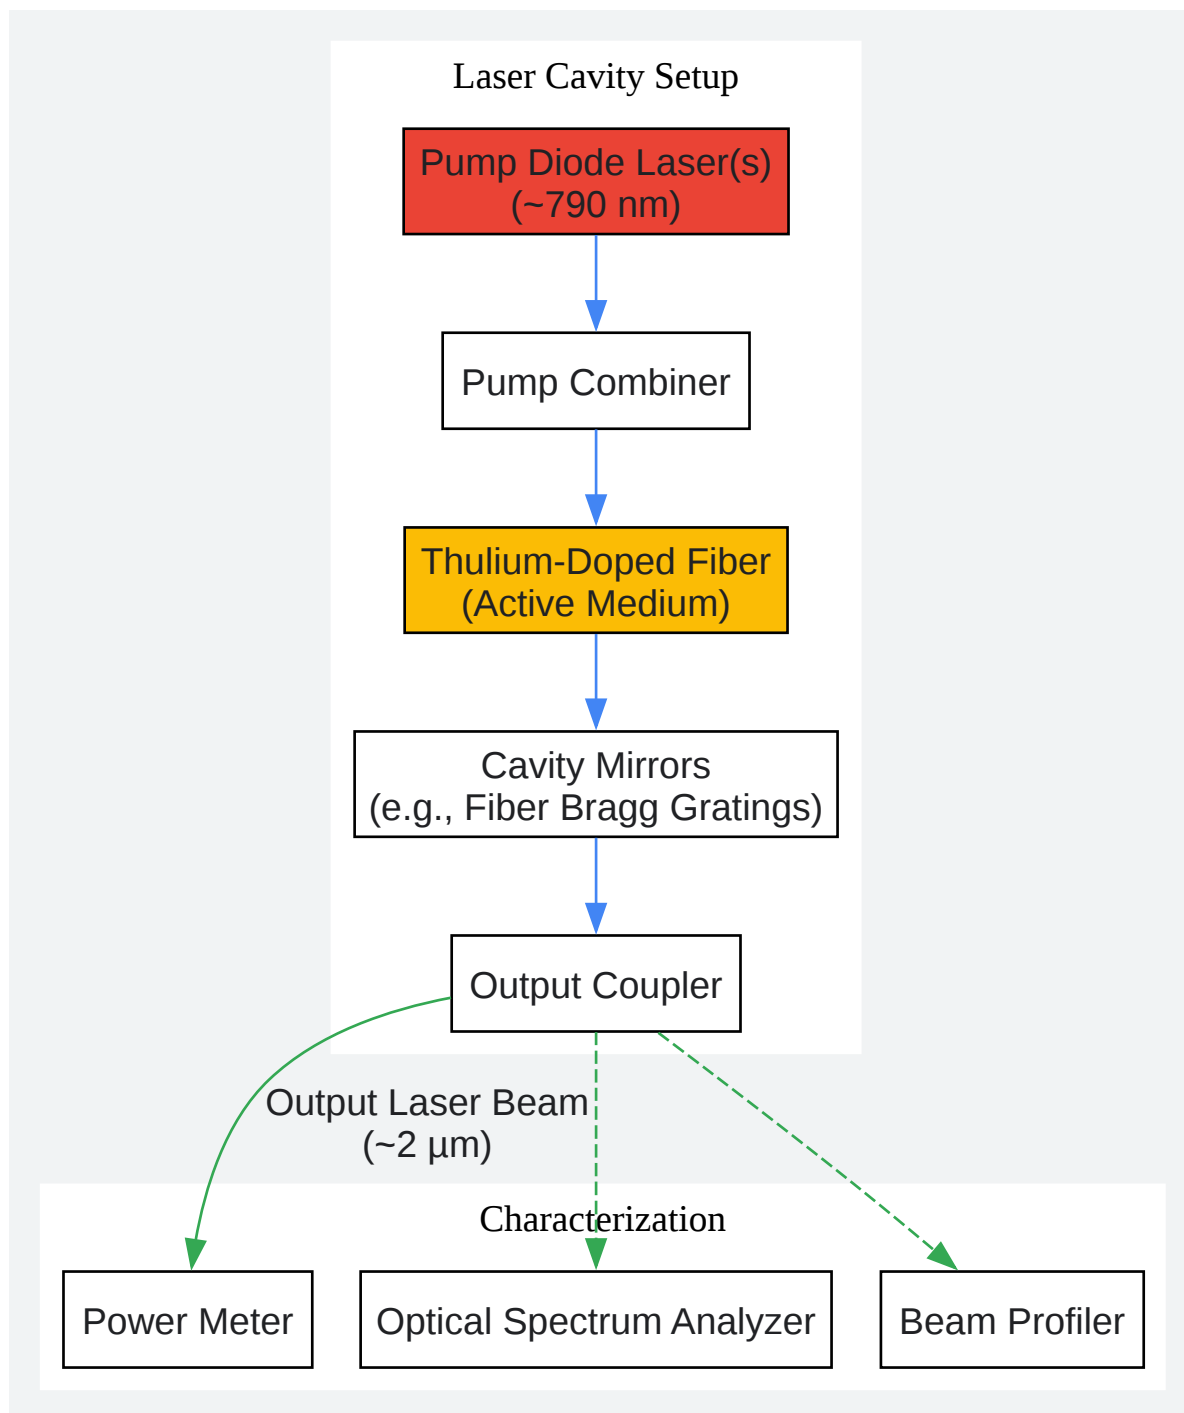 Laser Cavity Setup
Pump Diode Laser(s)
(~790 nm)
Pump Combiner
Thulium-Doped Fiber
(Active Medium)
Cavity Mirrors
(e.g., Fiber Bragg Gratings)
Output Coupler
Output Laser Beam
(~2 µm)
Characterization
Power Meter
Optical Spectrum Analyzer
Beam Profiler